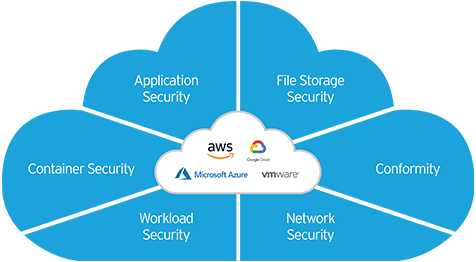 Application
Security
File Storage
Security
Container Security
aws
Google Cloud
Microsoft Azure
vmware
Conformity
Workload
Security
Network
Security